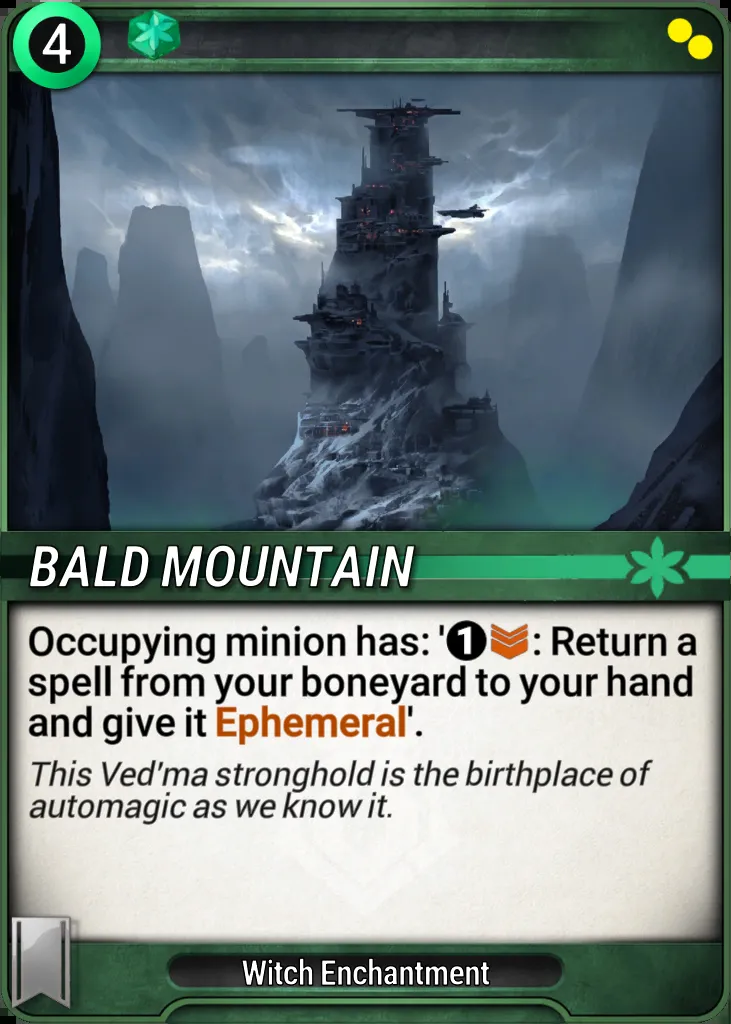 4
BALD MOUNTAIN
Occupying minion has: '1 : Return a
spell from your boneyard to your hand
and give it Ephemeral'.
This Ved'ma stronghold is the birthplace of
automagic as we know it.
Witch Enchantment